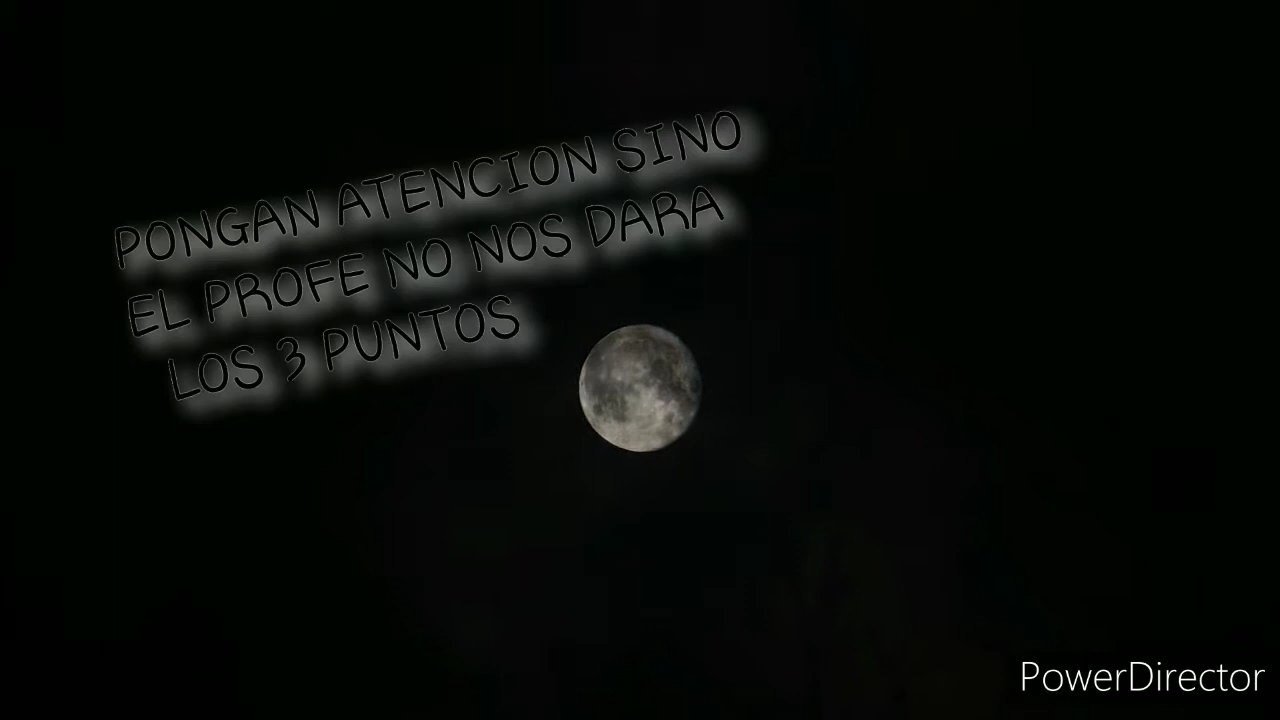 PONGAN ATENCION SINO
EL PROFE NO NOS DARA
LOS 3 PUNTOS
PowerDirector